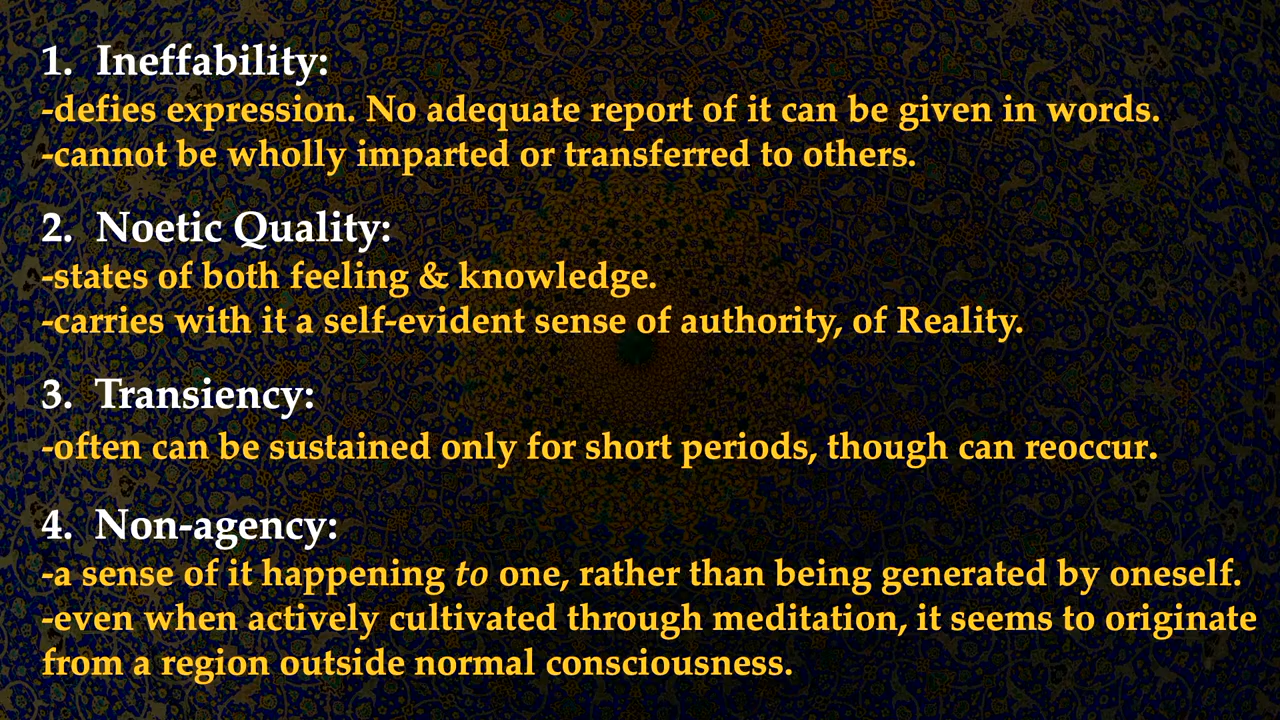 1. Ineffability:
-defies expression. No adequate report of it can be given in words.
-cannot be wholly imparted or transferred to others.
2. Noetic Quality:
-states of both feeling & knowledge.
-carries with it a self-evident sense of authority, of Reality.
3. Transiency:
-often can be sustained only for short periods, though can reoccur.
4. Non-agency:
-a sense of it happening to one, rather than being generated by oneself.
-even when actively cultivated through meditation, it seems to originate
from a region outside normal consciousness.